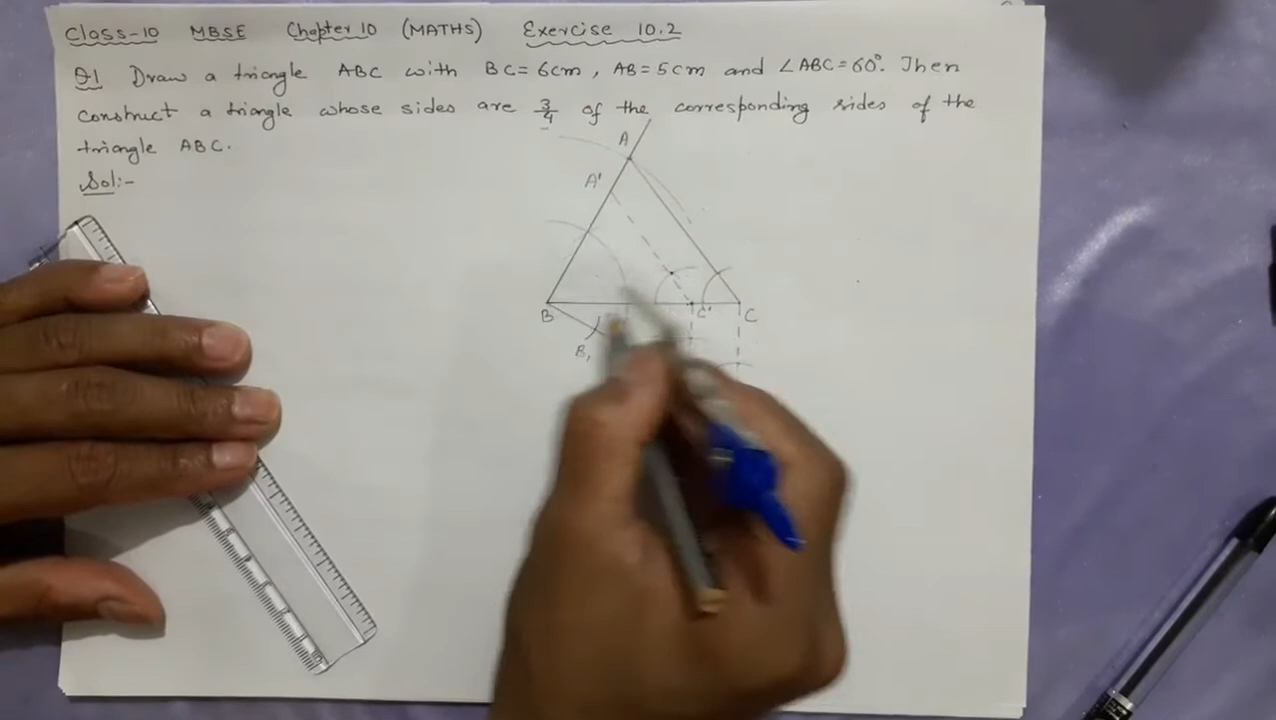 Class-10 MBSE Chapter 10 (MATHS) Exercise 10.2
Q1 Draw a triangle ABC with BC = 6cm, AB = 5cm and ∠ABC = 60°. Then
construct a triangle whose sides are 3/4 of the corresponding sides of the
triangle ABC.
Sol:-
A
A'
B
C'
C
B₁